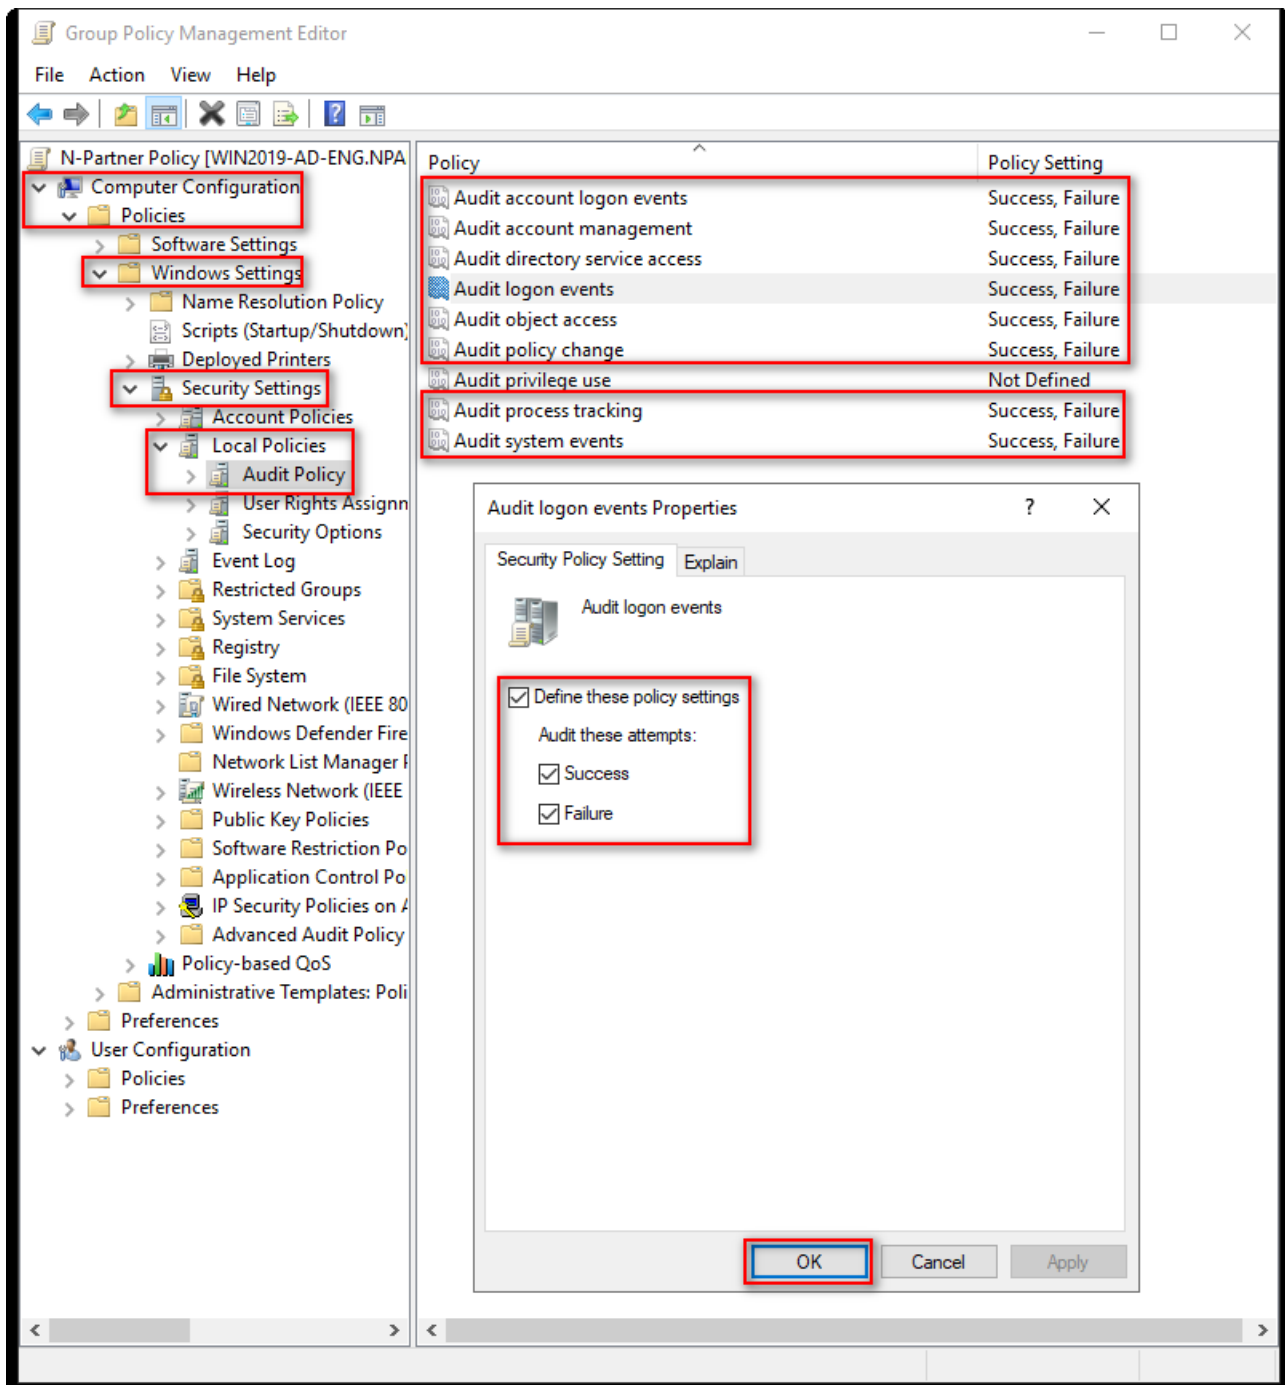 Group Policy Management Editor
File Action View Help
N-Partner Policy [WIN2019-AD-ENG.NPA
Computer Configuration
Policies
Software Settings
Windows Settings
Name Resolution Policy
Scripts (Startup/Shutdown)
Deployed Printers
Security Settings
Account Policies
Local Policies
Audit Policy
User Rights Assignn
Security Options
Event Log
Restricted Groups
System Services
Registry
File System
Wired Network (IEEE 80
Windows Defender Fire
Network List Manager P
Wireless Network (IEEE
Public Key Policies
Software Restriction Po
Application Control Po
IP Security Policies on A
Advanced Audit Policy
Policy-based QoS
Administrative Templates: Poli
Preferences
User Configuration
Policies
Preferences
Policy Policy Setting
Audit account logon events Success, Failure
Audit account management Success, Failure
Audit directory service access Success, Failure
Audit logon events Success, Failure
Audit object access Success, Failure
Audit policy change Success, Failure
Audit privilege use Not Defined
Audit process tracking Success, Failure
Audit system events Success, Failure
Audit logon events Properties ?
Security Policy Setting Explain
Audit logon events
Define these policy settings
Audit these attempts:
Success
Failure
OK Cancel Apply